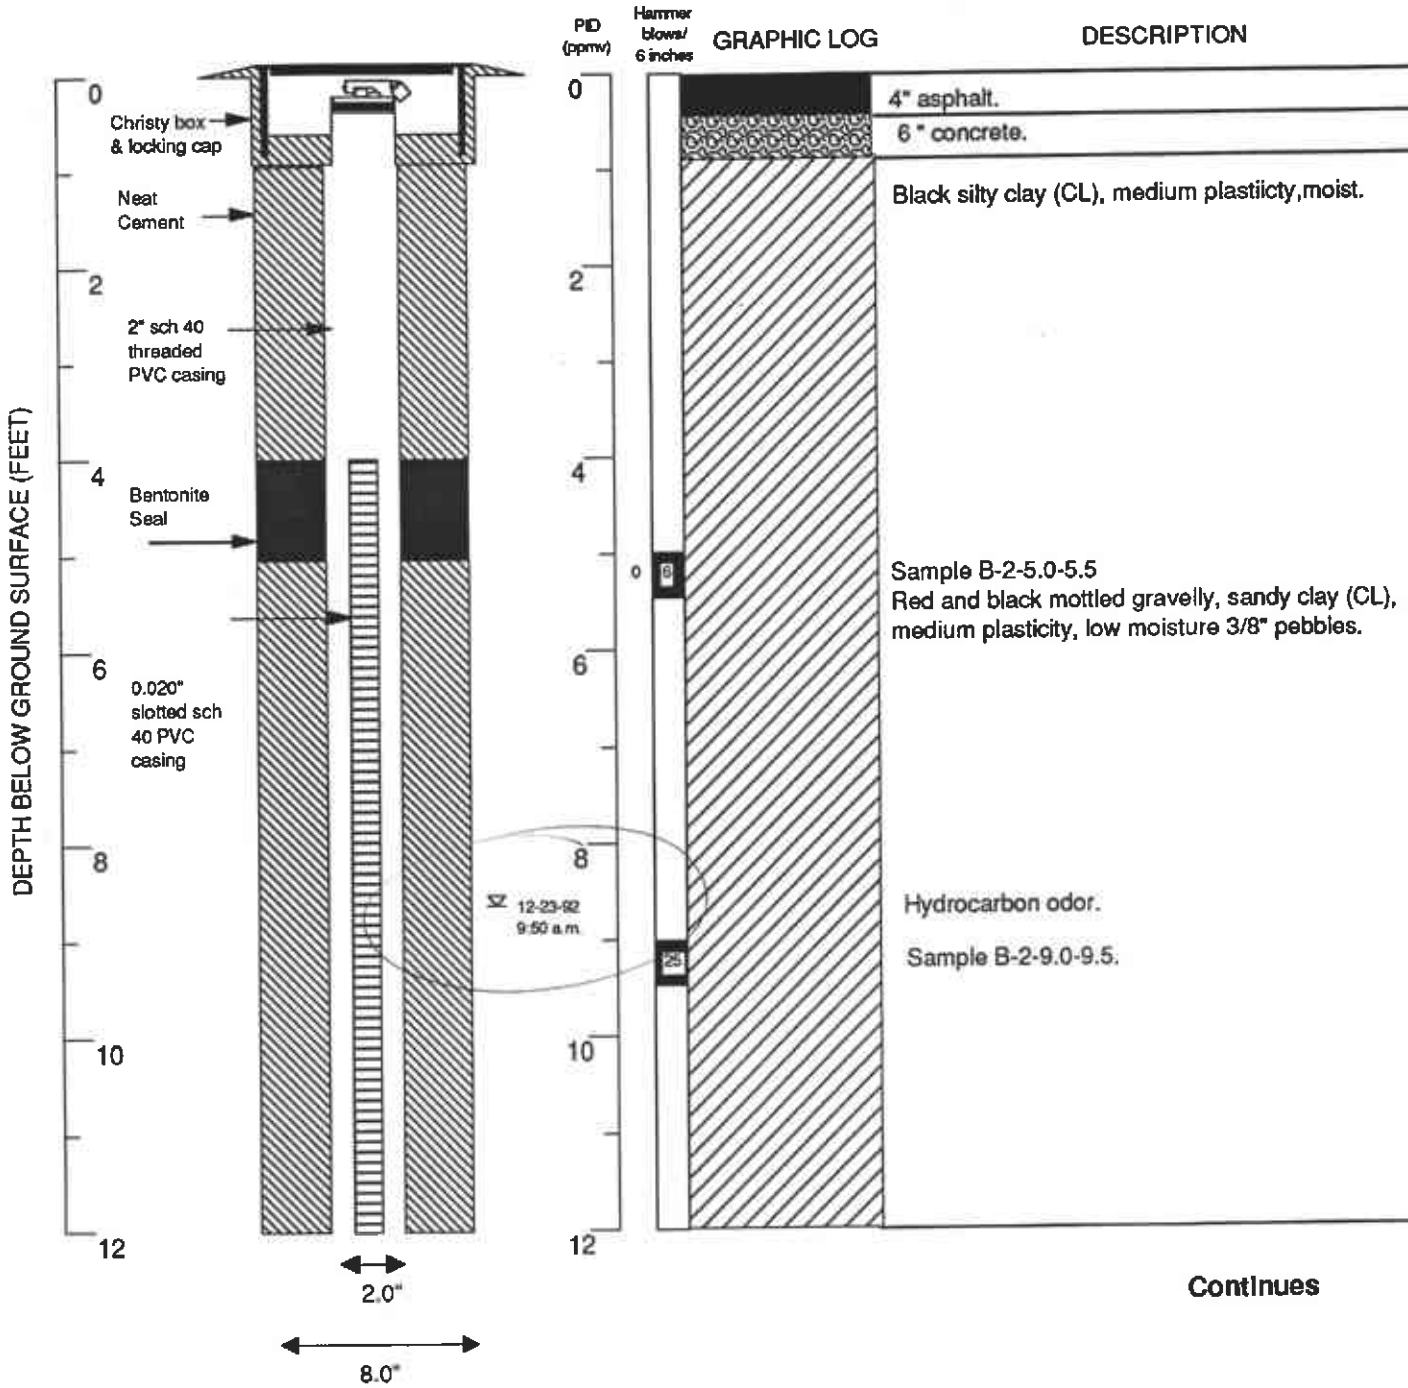 PID
(ppmv)
Hammer
blows/
6 inches
GRAPHIC LOG
DESCRIPTION
DEPTH BELOW GROUND SURFACE (FEET)
0
2
4
6
8
10
12
Christy box
& locking cap
Neat
Cement
2" sch 40
threaded
PVC casing
Bentonite
Seal
0.020"
slotted sch
40 PVC
casing
12-23-92
9:50 a.m.
0
2
4
6
8
10
12
0
6
25
4" asphalt.
6 " concrete.
Black silty clay (CL), medium plastiicty,moist.
Sample B-2-5.0-5.5
Red and black mottled gravelly, sandy clay (CL),
medium plasticity, low moisture 3/8" pebbles.
Hydrocarbon odor.
Sample B-2-9.0-9.5.
2.0"
8.0"
Continues